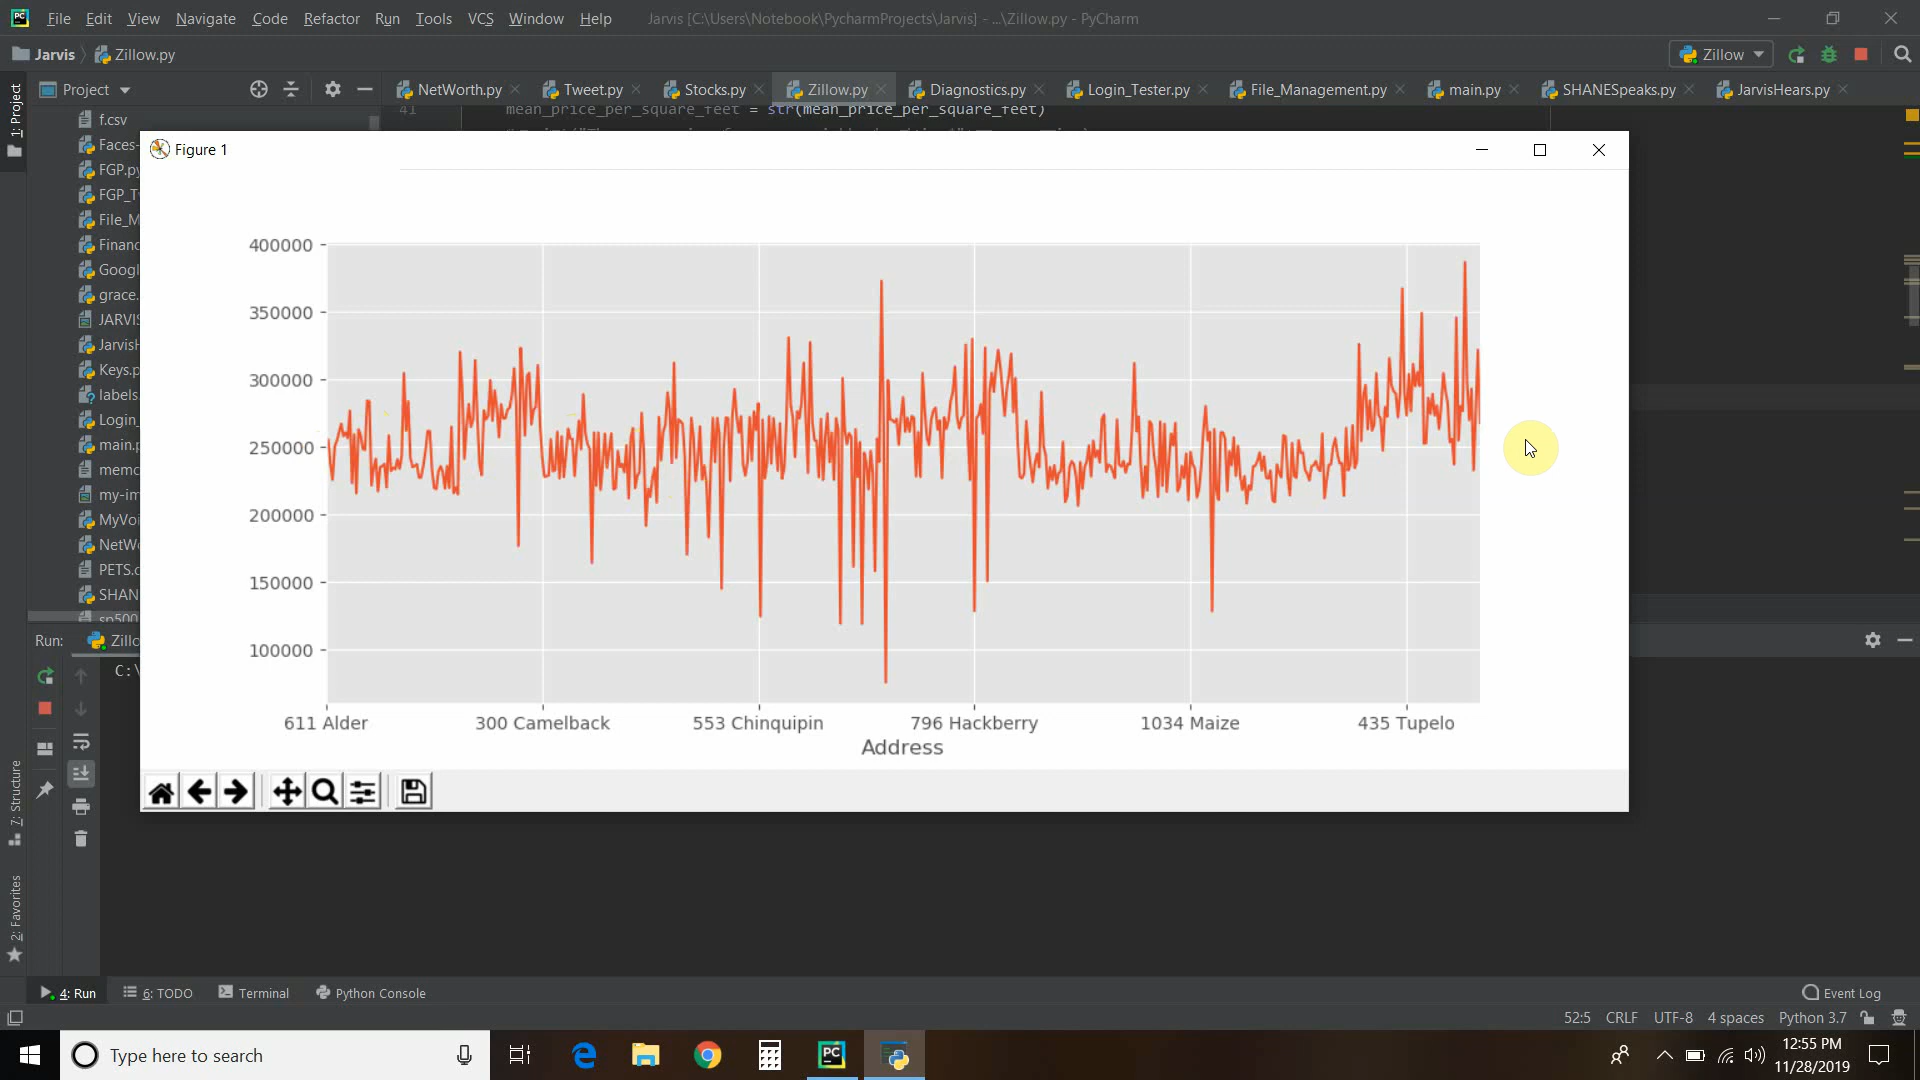 File Edit View Navigate Code Refactor Run Tools VCS Window Help Jarvis [C:\Users\Notebook\PycharmProjects\Jarvis] - ...\Zillow.py - PyCharm
Jarvis Zillow.py Zillow
Project NetWorth.py Tweet.py Stocks.py Zillow.py Diagnostics.py Login_Tester.py File_Management.py main.py SHANESpeaks.py JarvisHears.py
1: Project
41 mean_price_per_square_feet = str(mean_price_per_square_feet)
f.csv
Faces-
FGP.py
FGP_T
File_M
Financ
Googl
grace.
JARVIS
JarvisH
Keys.p
labels.
Login_
main.p
memo
my-im
MyVoi
NetWo
PETS.c
SHAN
sp500
Figure 1
400000
350000
300000
250000
200000
150000
100000
611 Alder 300 Camelback 553 Chinquipin 796 Hackberry 1034 Maize 435 Tupelo
Address
Run: Zillo
C:\
7: Structure
2: Favorites
4: Run 6: TODO Terminal Python Console Event Log
52:5 CRLF UTF-8 4 spaces Python 3.7
Type here to search
12:55 PM
11/28/2019